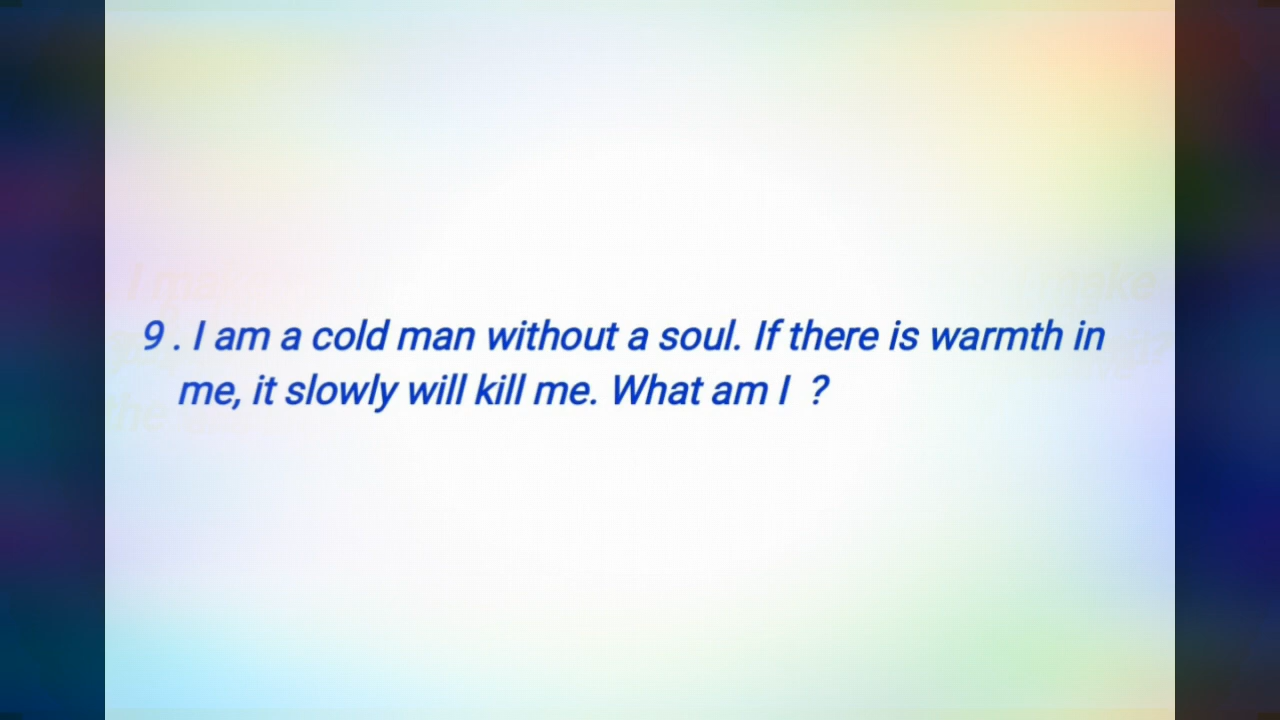 9 . I am a cold man without a soul. If there is warmth in
me, it slowly will kill me. What am I  ?